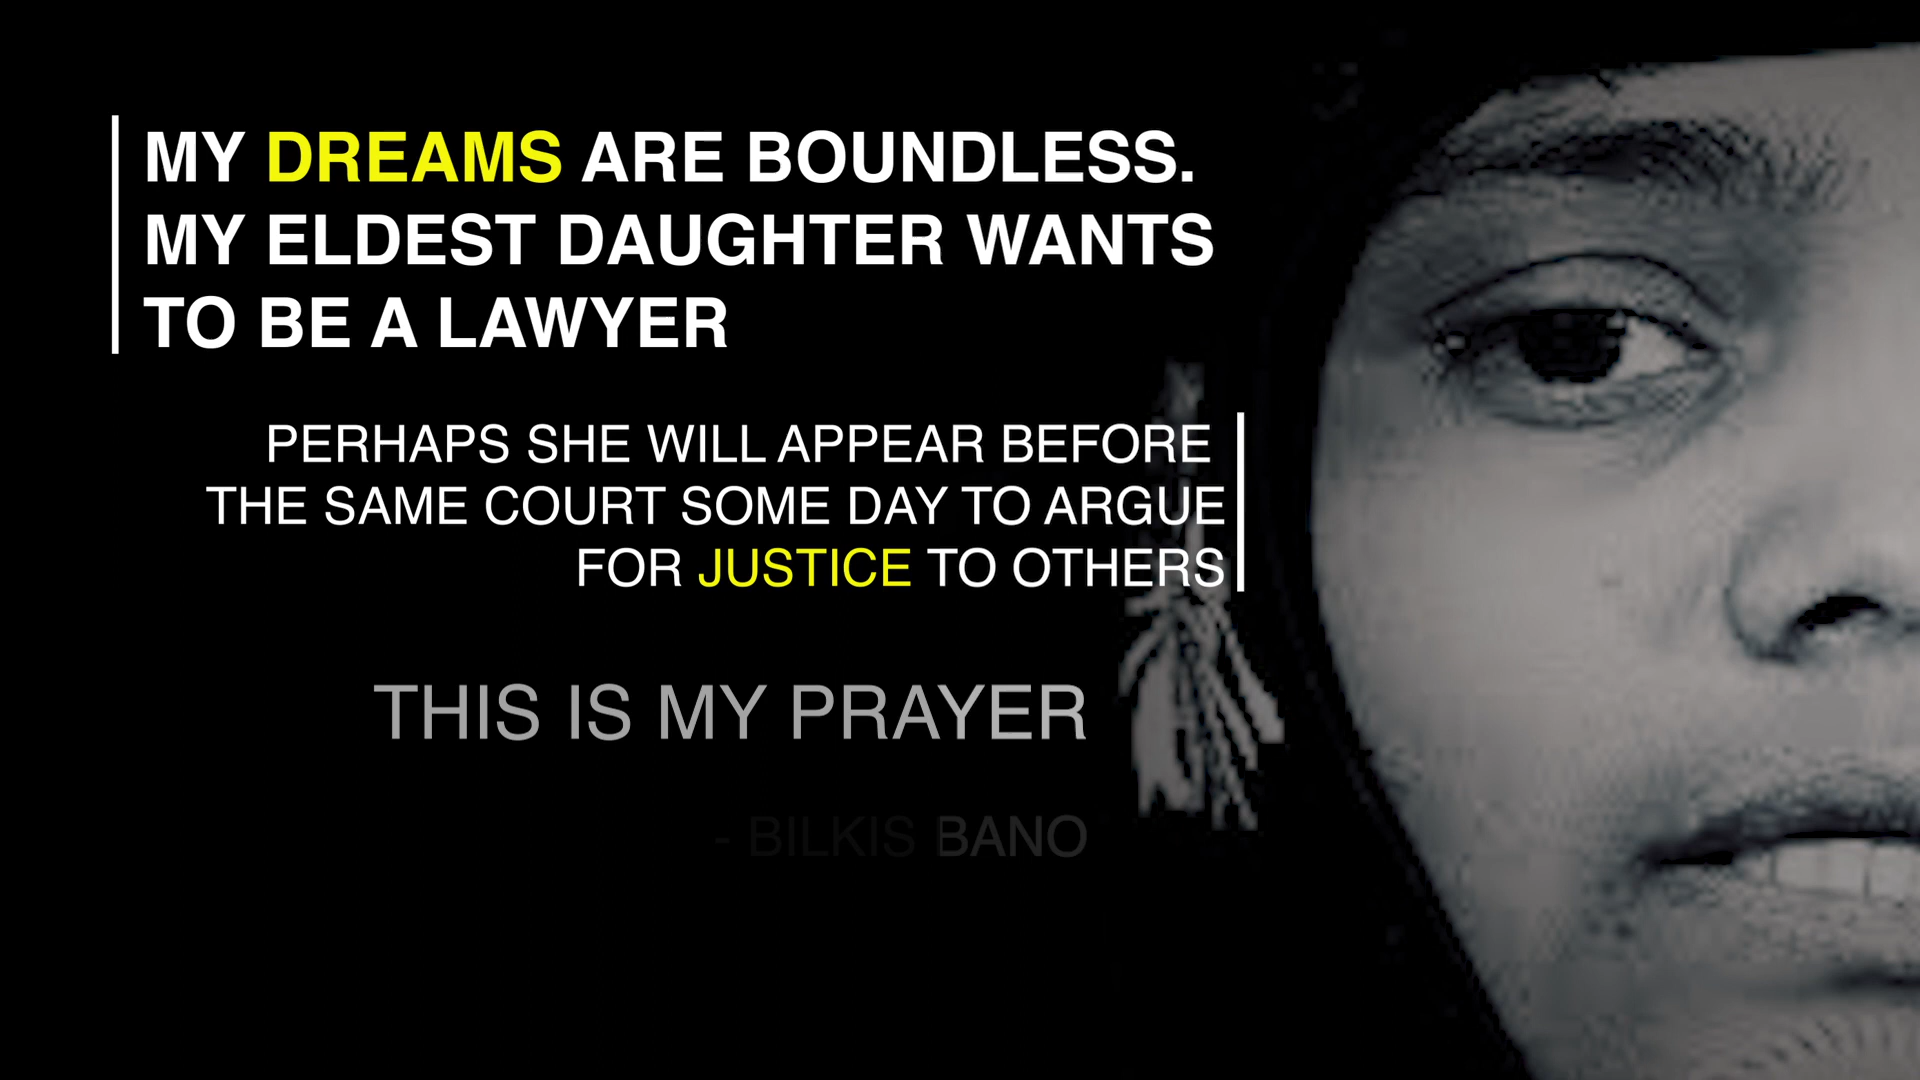 MY DREAMS ARE BOUNDLESS.
MY ELDEST DAUGHTER WANTS
TO BE A LAWYER
PERHAPS SHE WILL APPEAR BEFORE
THE SAME COURT SOME DAY TO ARGUE
FOR JUSTICE TO OTHERS
THIS IS MY PRAYER
- BILKIS BANO